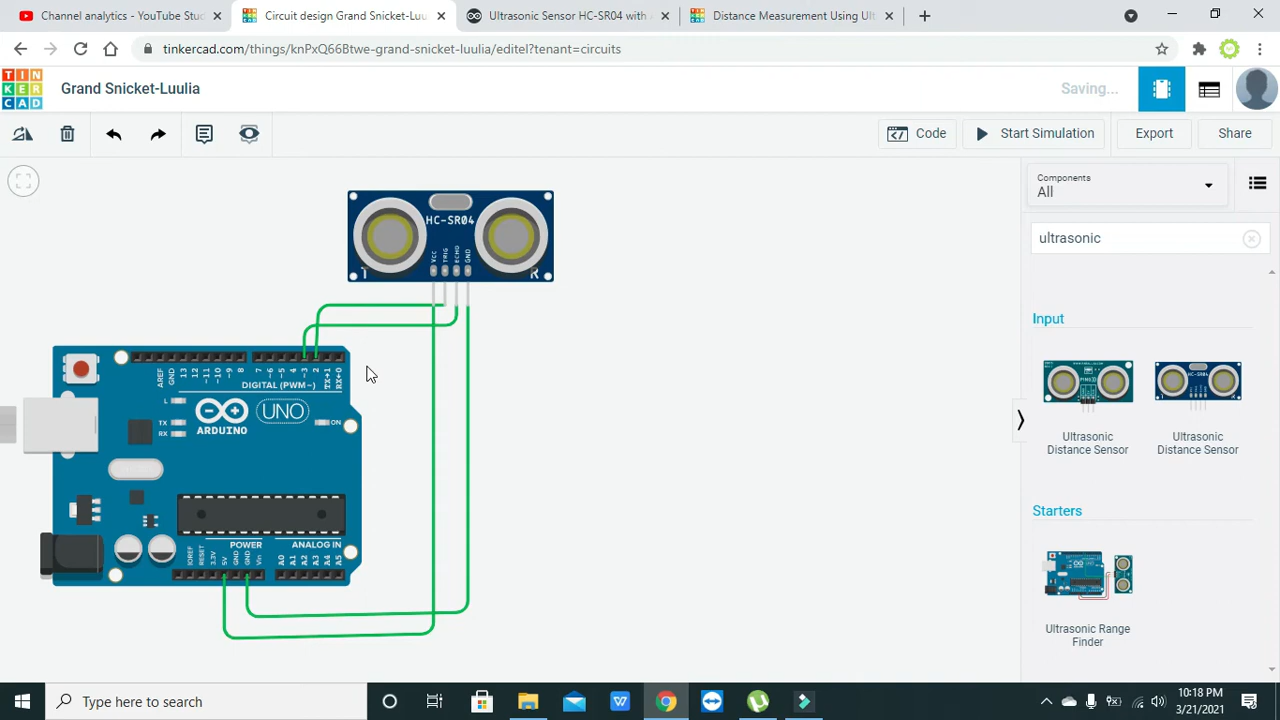 Channel analytics - YouTube Stu
Circuit design Grand Snicket-Luu
Ultrasonic Sensor HC-SR04 with
Distance Measurement Using Ult
tinkercad.com/things/knPxQ66Btwe-grand-snicket-luulia/editel?tenant=circuits
TIN
KER
CAD
Grand Snicket-Luulia
Saving...
Code
Start Simulation
Export
Share
Components
All
ultrasonic
Input
Ultrasonic
Distance Sensor
Ultrasonic
Distance Sensor
Starters
Ultrasonic Range
Finder
HC-SR04
VCC
TRIG
ECHO
GND
T
R
AREF
GND
13
12
~11
~10
~9
8
7
~6
~5
4
~3
2
TX→1
RX←0
DIGITAL (PWM~)
L
TX
RX
ARDUINO
UNO
ON
POWER
ANALOG IN
IOREF
RESET
3.3V
5V
GND
GND
Vin
A0
A1
A2
A3
A4
A5
Type here to search
10:18 PM
3/21/2021